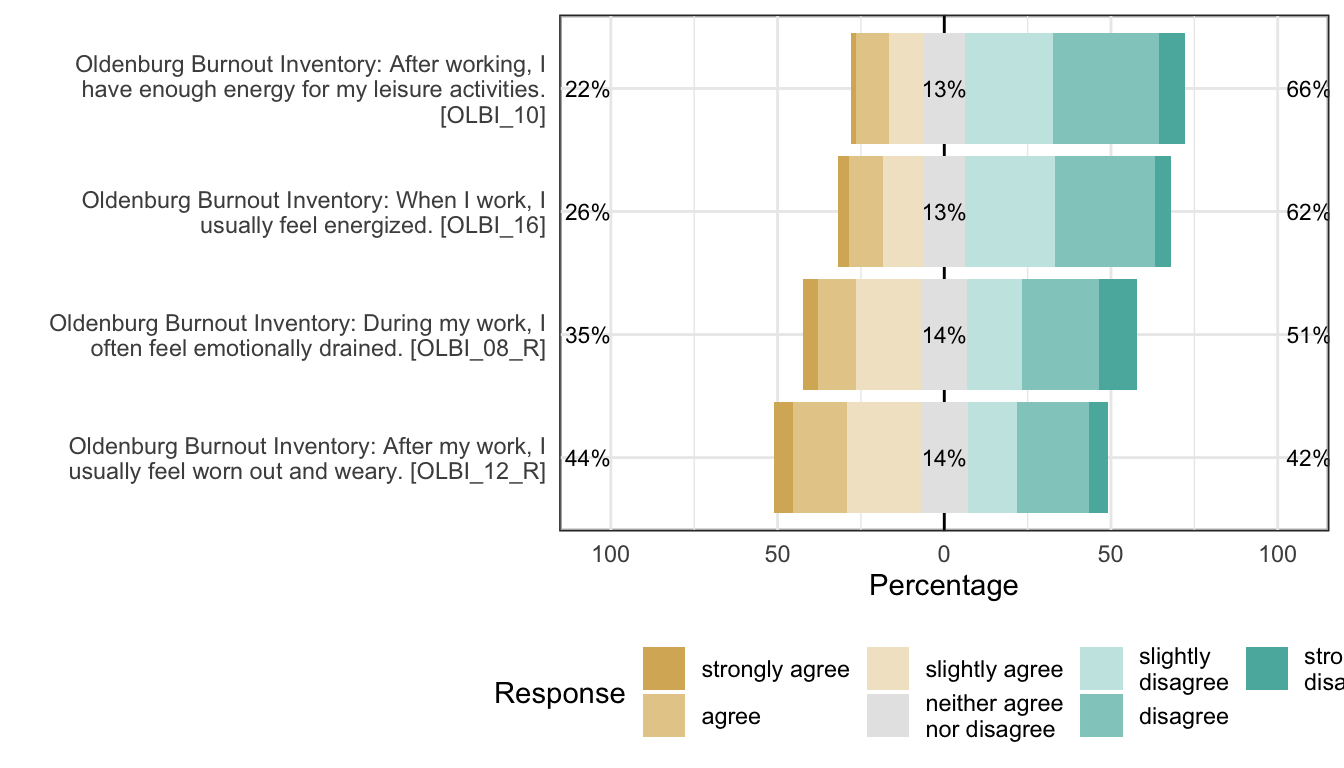 Oldenburg Burnout Inventory: After working, I
have enough energy for my leisure activities.
[OLBI_10]
22%
13%
66%
Oldenburg Burnout Inventory: When I work, I
usually feel energized. [OLBI_16]
26%
13%
62%
Oldenburg Burnout Inventory: During my work, I
often feel emotionally drained. [OLBI_08_R]
35%
14%
51%
Oldenburg Burnout Inventory: After my work, I
usually feel worn out and weary. [OLBI_12_R]
44%
14%
42%
100 50 0 50 100
Percentage
Response
strongly agree
agree
slightly agree
neither agree
nor disagree
slightly
disagree
disagree